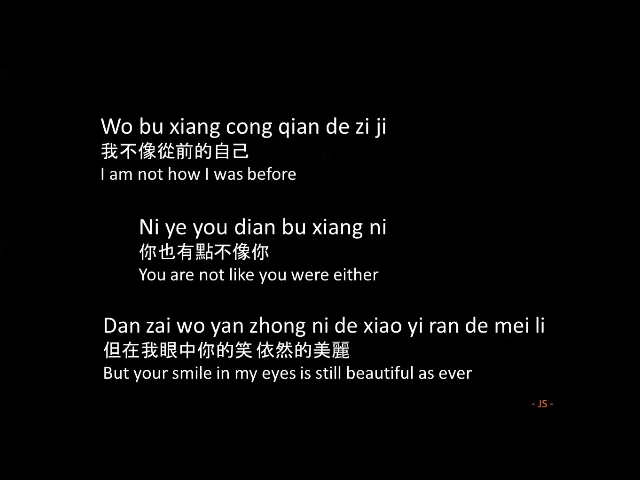 Wo bu xiang cong qian de zi ji
我不像從前的自己
I am not how I was before
Ni ye you dian bu xiang ni
你也有點不像你
You are not like you were either
Dan zai wo yan zhong ni de xiao yi ran de mei li
但在我眼中你的笑 依然的美麗
But your smile in my eyes is still beautiful as ever
- JS -